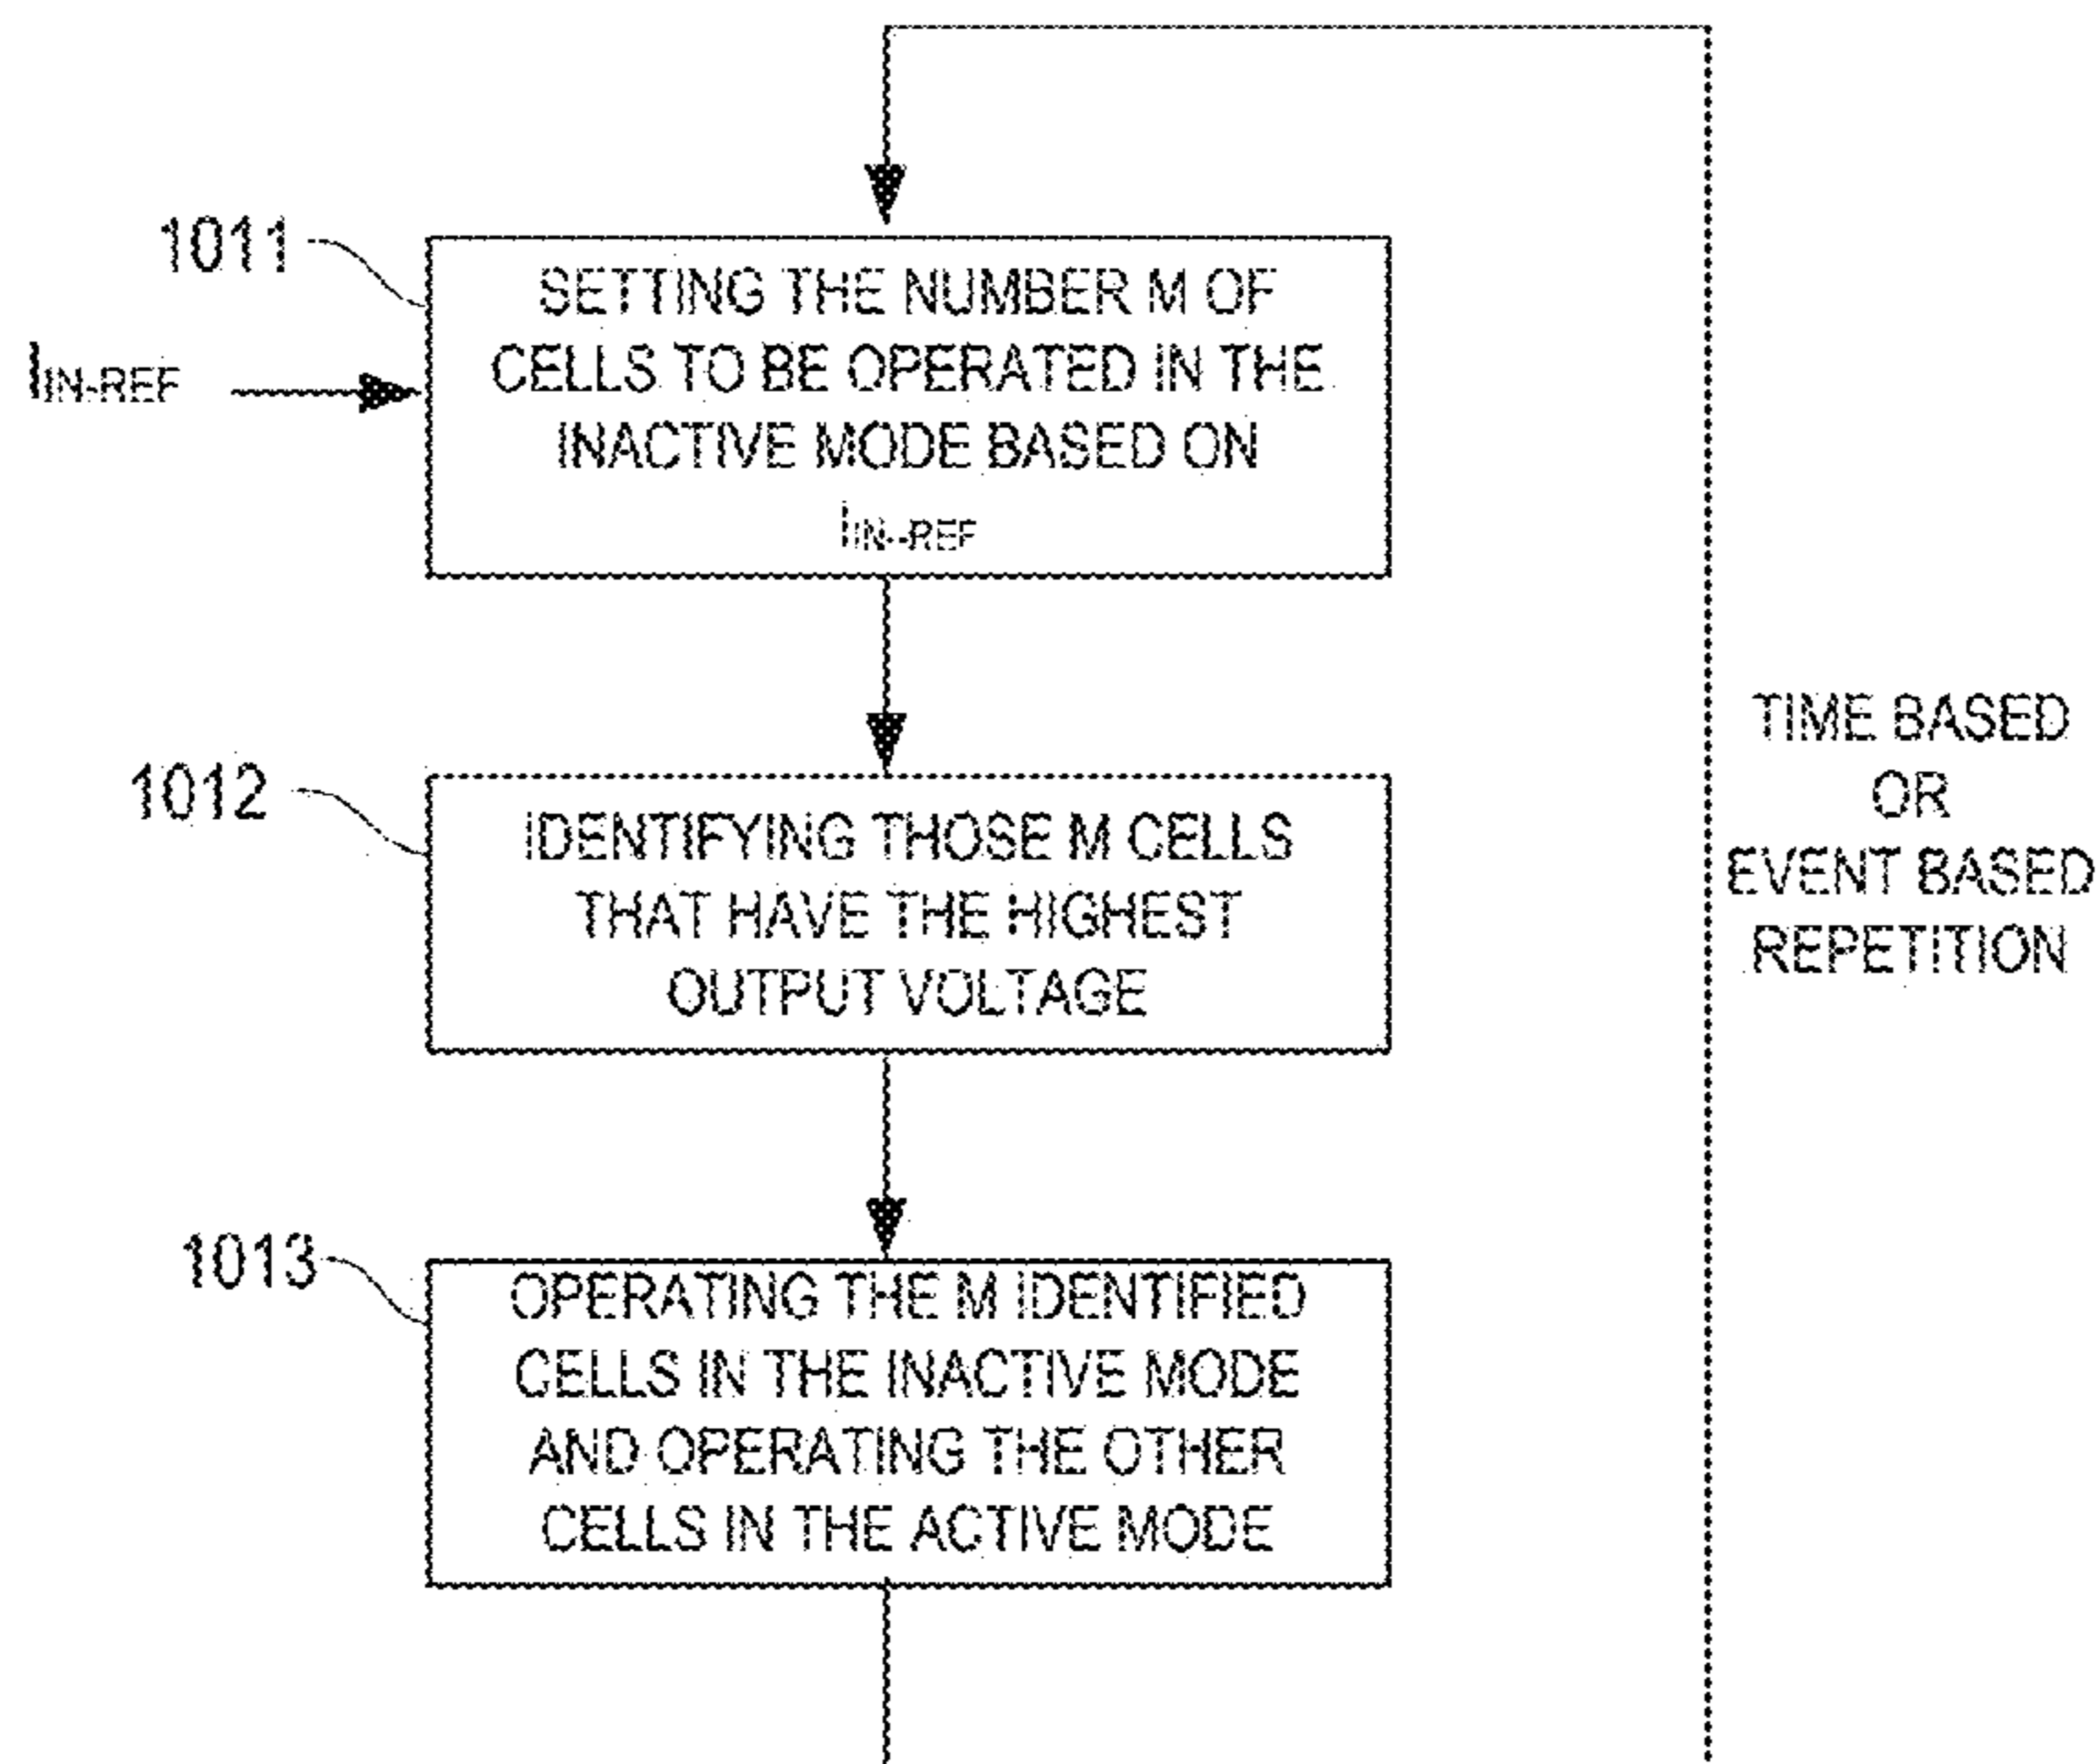 1011
SETTING THE NUMBER M OF
CELLS TO BE OPERATED IN THE
INACTIVE MODE BASED ON
IIN--REF
IIN-REF
1012
IDENTIFYING THOSE M CELLS
THAT HAVE THE HIGHEST
OUTPUT VOLTAGE
TIME BASED
OR
EVENT BASED
REPETITION
1013
OPERATING THE M IDENTIFIED
CELLS IN THE INACTIVE MODE
AND OPERATING THE OTHER
CELLS IN THE ACTIVE MODE